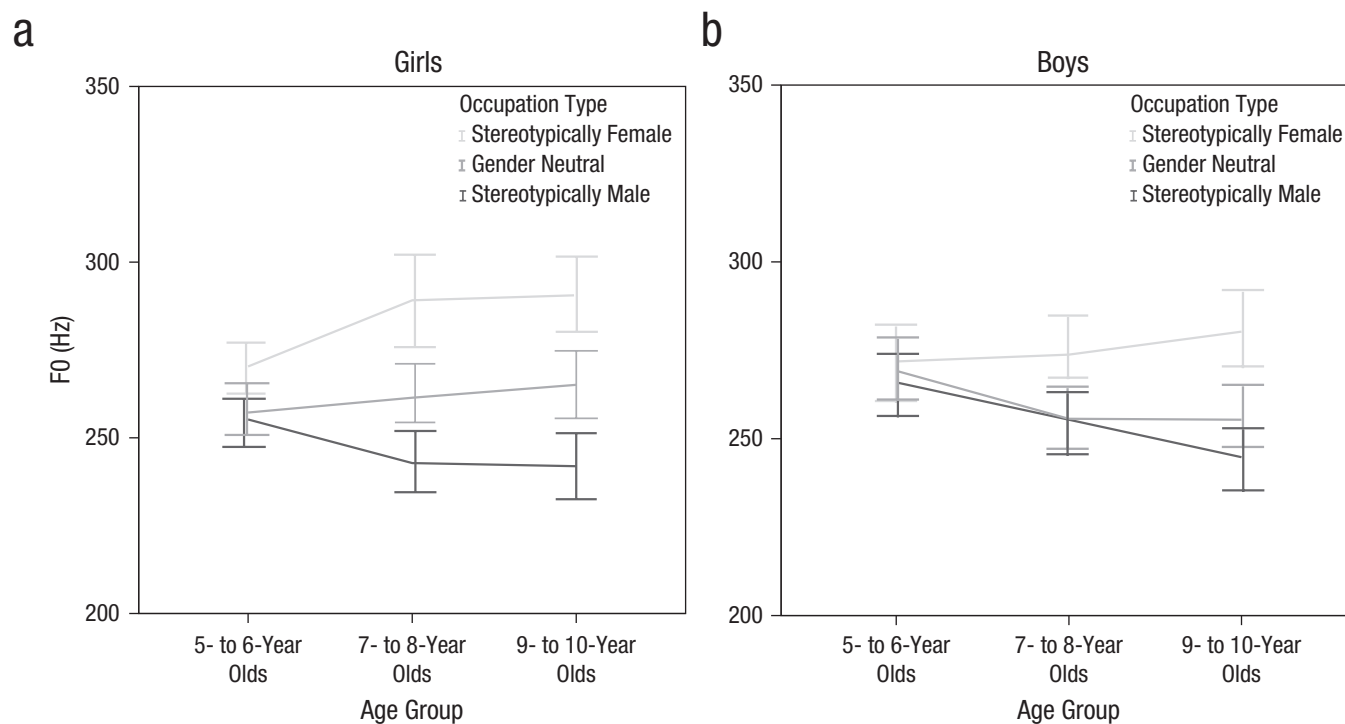 a
Girls
350
300
250
200
F0 (Hz)
Occupation Type
Stereotypically Female
Gender Neutral
Stereotypically Male
5- to 6-Year
Olds
7- to 8-Year
Olds
9- to 10-Year
Olds
Age Group
b
Boys
350
300
250
200
Occupation Type
Stereotypically Female
Gender Neutral
Stereotypically Male
5- to 6-Year
Olds
7- to 8-Year
Olds
9- to 10-Year
Olds
Age Group